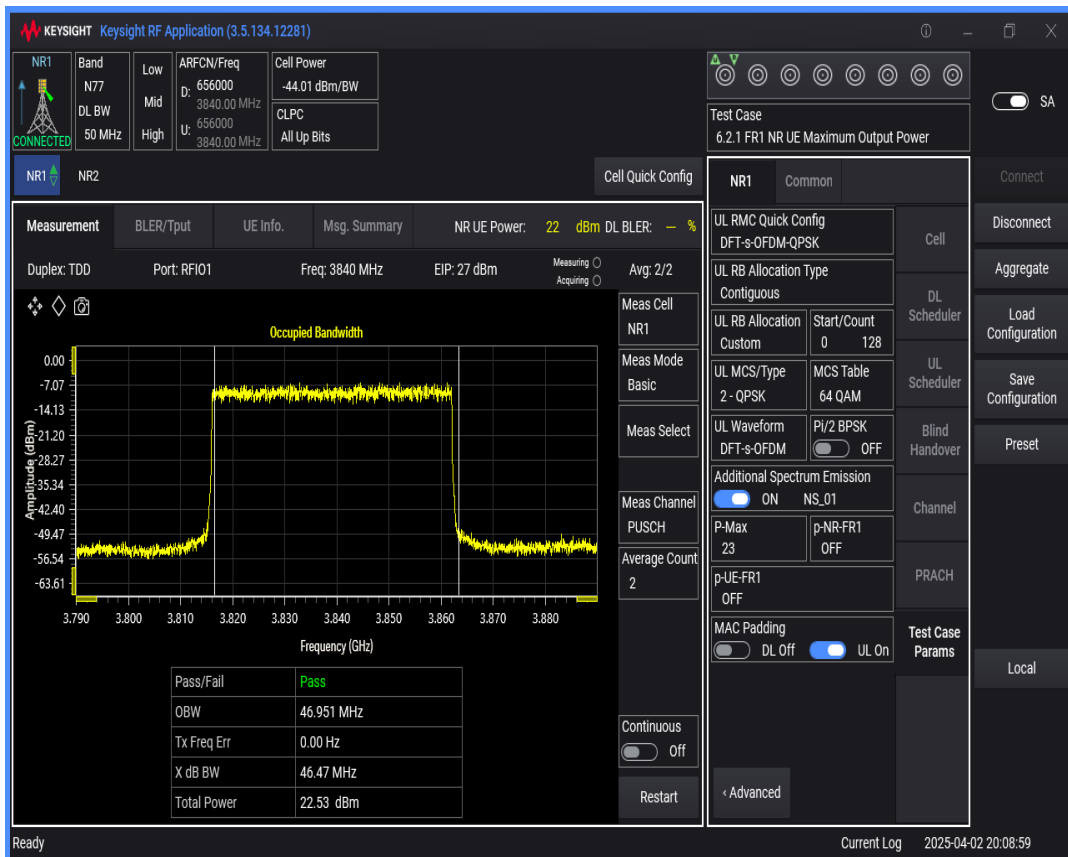 KEYSIGHT Keysight RF Application (3.5.134.12281)
NR1
CONNECTED
Band
N77
DL BW
50 MHz
Low
Mid
High
ARFCN/Freq
D: 656000
3840.00 MHz
U: 656000
3840.00 MHz
Cell Power
-44.01 dBm/BW
CLPC
All Up Bits
Test Case
6.2.1 FR1 NR UE Maximum Output Power
SA
NR1 NR2 Cell Quick Config
Measurement BLER/Tput UE Info. Msg. Summary NR UE Power: 22 dBm DL BLER: — %
Duplex: TDD Port: RFIO1 Freq: 3840 MHz EIP: 27 dBm Measuring Acquiring Avg: 2/2
Occupied Bandwidth
Amplitude (dBm)
0.00
-7.07
-14.13
-21.20
-28.27
-35.34
-42.40
-49.47
-56.54
-63.61
3.790 3.800 3.810 3.820 3.830 3.840 3.850 3.860 3.870 3.880
Frequency (GHz)
Pass/Fail Pass
OBW 46.951 MHz
Tx Freq Err 0.00 Hz
X dB BW 46.47 MHz
Total Power 22.53 dBm
Meas Cell
NR1
Meas Mode
Basic
Meas Select
Meas Channel
PUSCH
Average Count
2
Continuous
Off
Restart
NR1 Common
UL RMC Quick Config
DFT-s-OFDM-QPSK
UL RB Allocation Type
Contiguous
UL RB Allocation
Custom
Start/Count
0 128
UL MCS/Type
2 - QPSK
MCS Table
64 QAM
UL Waveform
DFT-s-OFDM
Pi/2 BPSK
OFF
Additional Spectrum Emission
ON NS_01
P-Max
23
p-NR-FR1
OFF
p-UE-FR1
OFF
MAC Padding
DL Off UL On
‹ Advanced
Cell
DL
Scheduler
UL
Scheduler
Blind
Handover
Channel
PRACH
Test Case
Params
Connect
Disconnect
Aggregate
Load
Configuration
Save
Configuration
Preset
Local
Ready Current Log 2025-04-02 20:08:59